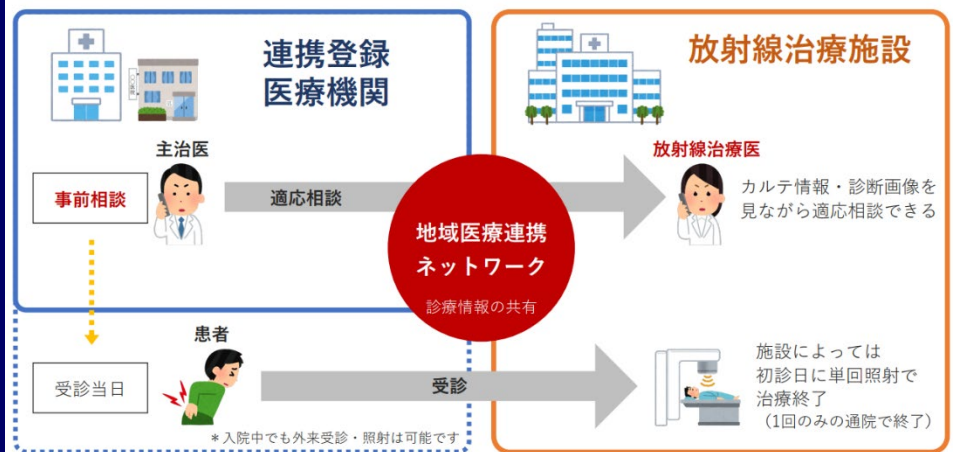 連携登録
医療機関
放射線治療施設
主治医
放射線治療医
事前相談
適応相談
カルテ情報・診断画像を
見ながら適応相談できる
地域医療連携
ネットワーク
診療情報の共有
患者
受診当日
受診
施設によっては
初診日に単回照射で
治療終了
（1回のみの通院で終了）
＊入院中でも外来受診・照射は可能です